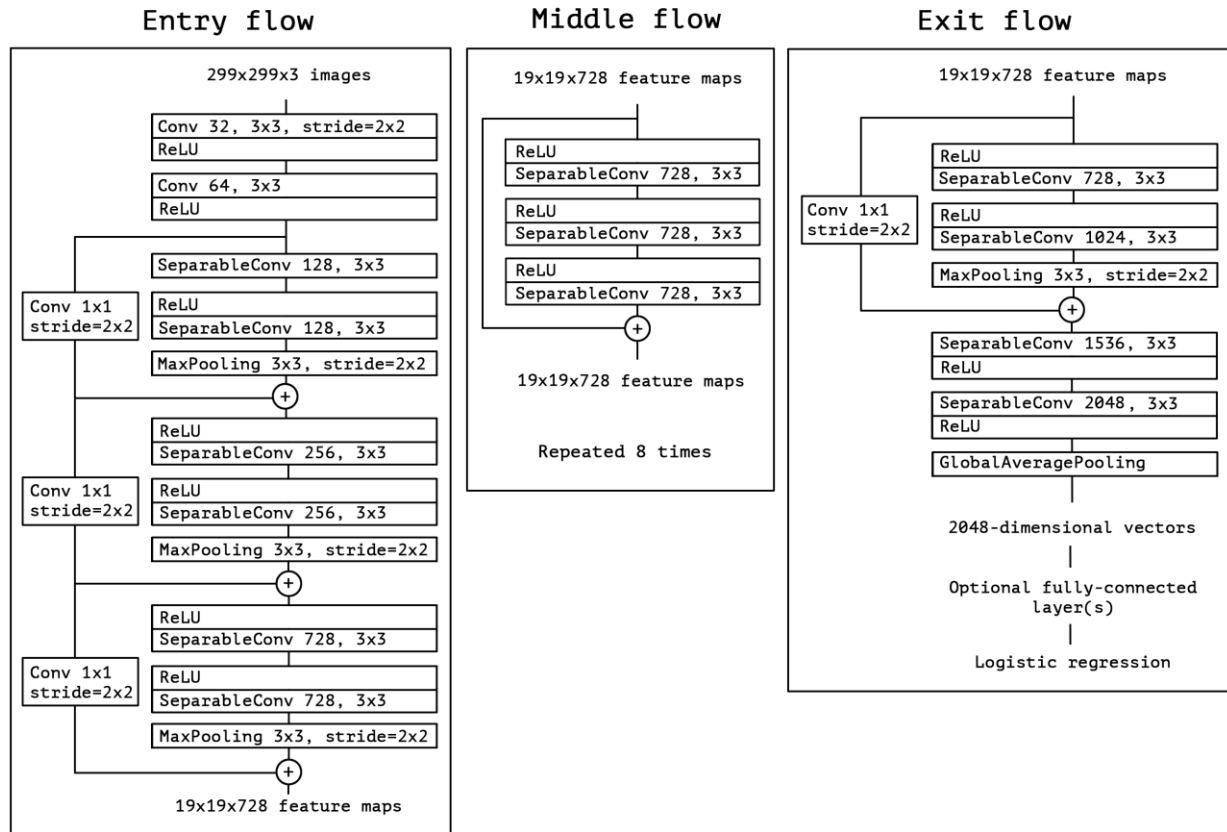 Entry flow
299x299x3 images
Conv 32, 3x3, stride=2x2
ReLU
Conv 64, 3x3
ReLU
SeparableConv 128, 3x3
Conv 1x1
stride=2x2
ReLU
SeparableConv 128, 3x3
MaxPooling 3x3, stride=2x2
+
ReLU
SeparableConv 256, 3x3
Conv 1x1
stride=2x2
ReLU
SeparableConv 256, 3x3
MaxPooling 3x3, stride=2x2
+
ReLU
SeparableConv 728, 3x3
Conv 1x1
stride=2x2
ReLU
SeparableConv 728, 3x3
MaxPooling 3x3, stride=2x2
+
19x19x728 feature maps
Middle flow
19x19x728 feature maps
ReLU
SeparableConv 728, 3x3
ReLU
SeparableConv 728, 3x3
ReLU
SeparableConv 728, 3x3
+
19x19x728 feature maps
Repeated 8 times
Exit flow
19x19x728 feature maps
ReLU
SeparableConv 728, 3x3
Conv 1x1
stride=2x2
ReLU
SeparableConv 1024, 3x3
MaxPooling 3x3, stride=2x2
+
SeparableConv 1536, 3x3
ReLU
SeparableConv 2048, 3x3
ReLU
GlobalAveragePooling
2048-dimensional vectors
Optional fully-connected
layer(s)
Logistic regression